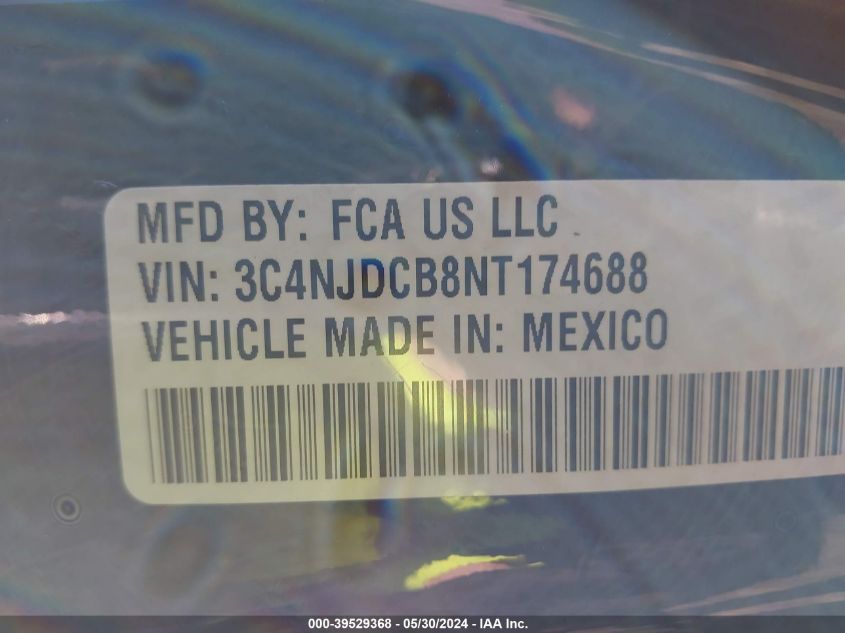 MFD BY: FCA US LLC
VIN: 3C4NJDCB8NT174688
VEHICLE MADE IN: MEXICO
000-39529368 - 05/30/2024 - IAA Inc.